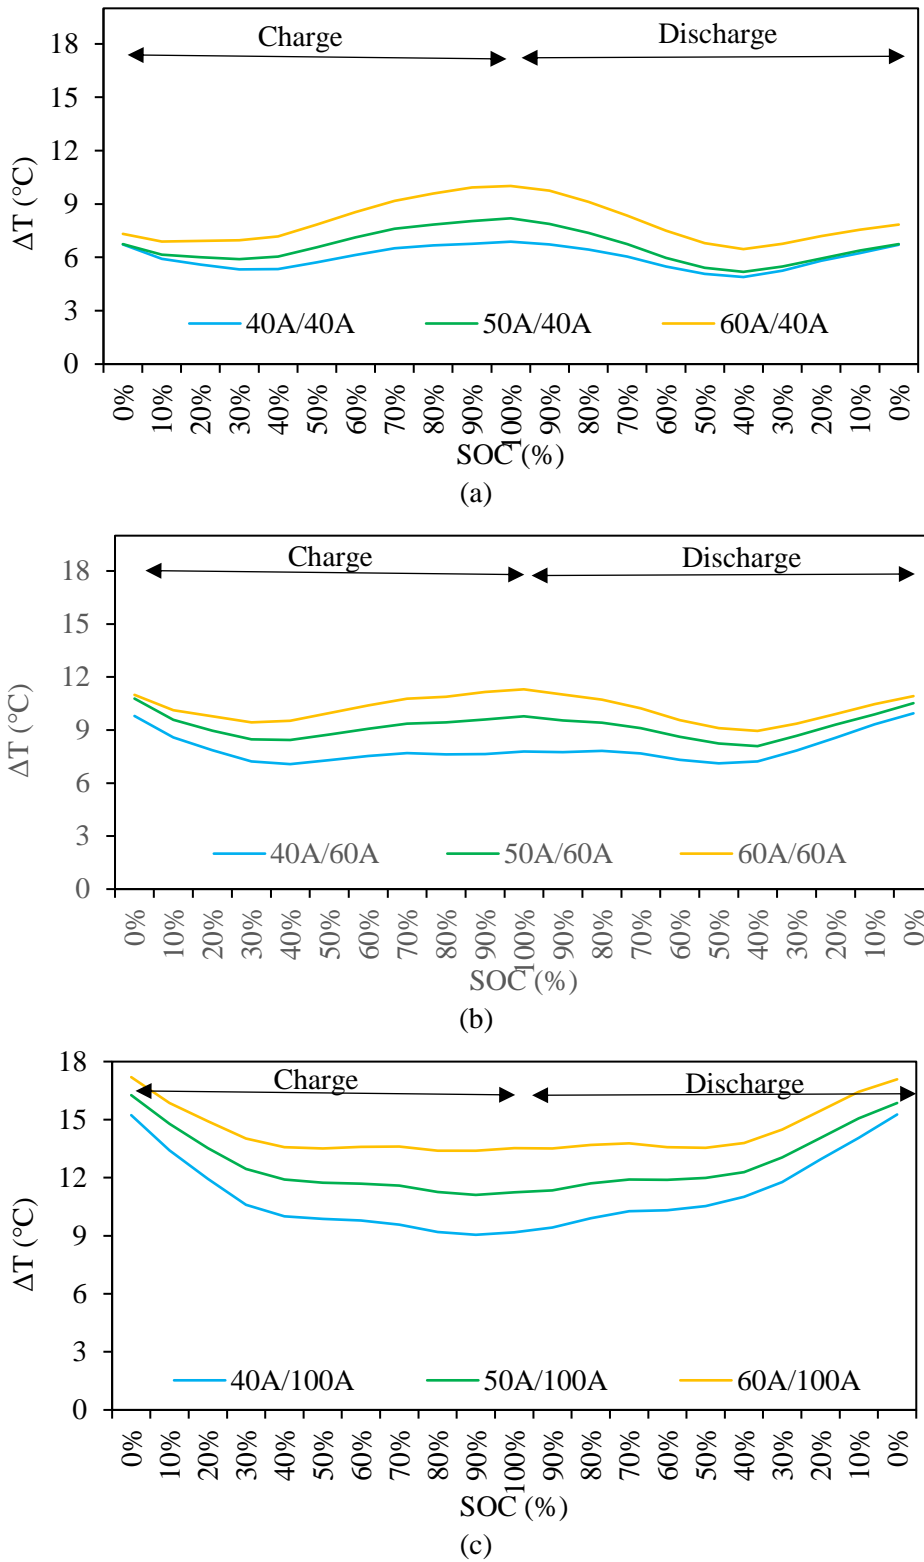 Charge Discharge
18
15
12
9
6
3
0
ΔT (°C)
40A/40A 50A/40A 60A/40A
0% 10% 20% 30% 40% 50% 60% 70% 80% 90% 100% 90% 80% 70% 60% 50% 40% 30% 20% 10% 0%
SOC (%)
(a)
Charge Discharge
18
15
12
9
6
3
0
ΔT (°C)
40A/60A 50A/60A 60A/60A
0% 10% 20% 30% 40% 50% 60% 70% 80% 90% 100% 90% 80% 70% 60% 50% 40% 30% 20% 10% 0%
SOC (%)
(b)
Charge Discharge
18
15
12
9
6
3
0
ΔT (°C)
40A/100A 50A/100A 60A/100A
0% 10% 20% 30% 40% 50% 60% 70% 80% 90% 100% 90% 80% 70% 60% 50% 40% 30% 20% 10% 0%
SOC (%)
(c)